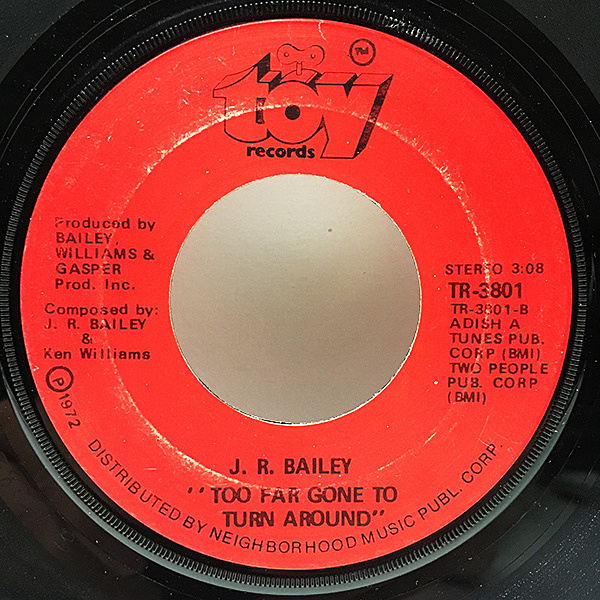 toy
records
Produced by
BAILEY,
WILLIAMS &
GASPER
Prod. Inc.
Composed by:
J. R. BAILEY
&
Ken Williams
Ⓟ 1972
STEREO 3:08
TR-3801
TR-3801-B
ADISH A
TUNES PUB.
CORP (BMI)
TWO PEOPLE
PUB. CORP
(BMI)
J. R. BAILEY
''TOO FAR GONE TO
TURN AROUND''
DISTRIBUTED BY NEIGHBORHOOD MUSIC PUBL. CORP.